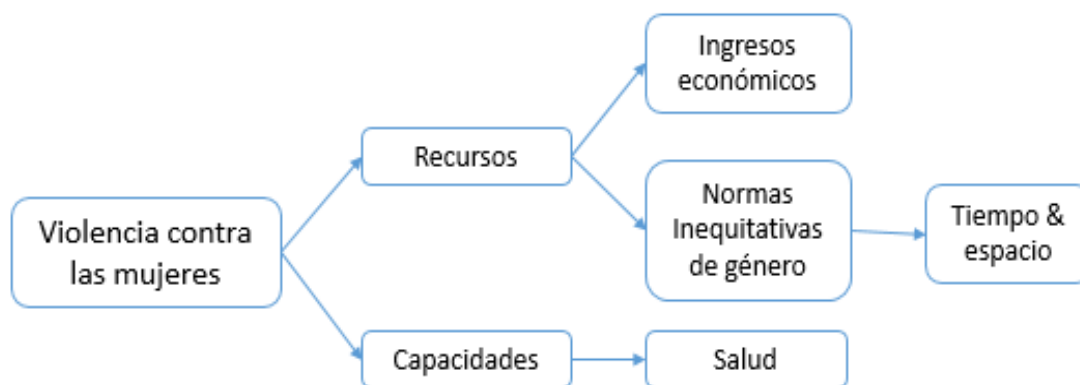 Ingresos
económicos
Recursos
Normas
Inequitativas
de género
Tiempo &
espacio
Violencia contra
las mujeres
Capacidades
Salud